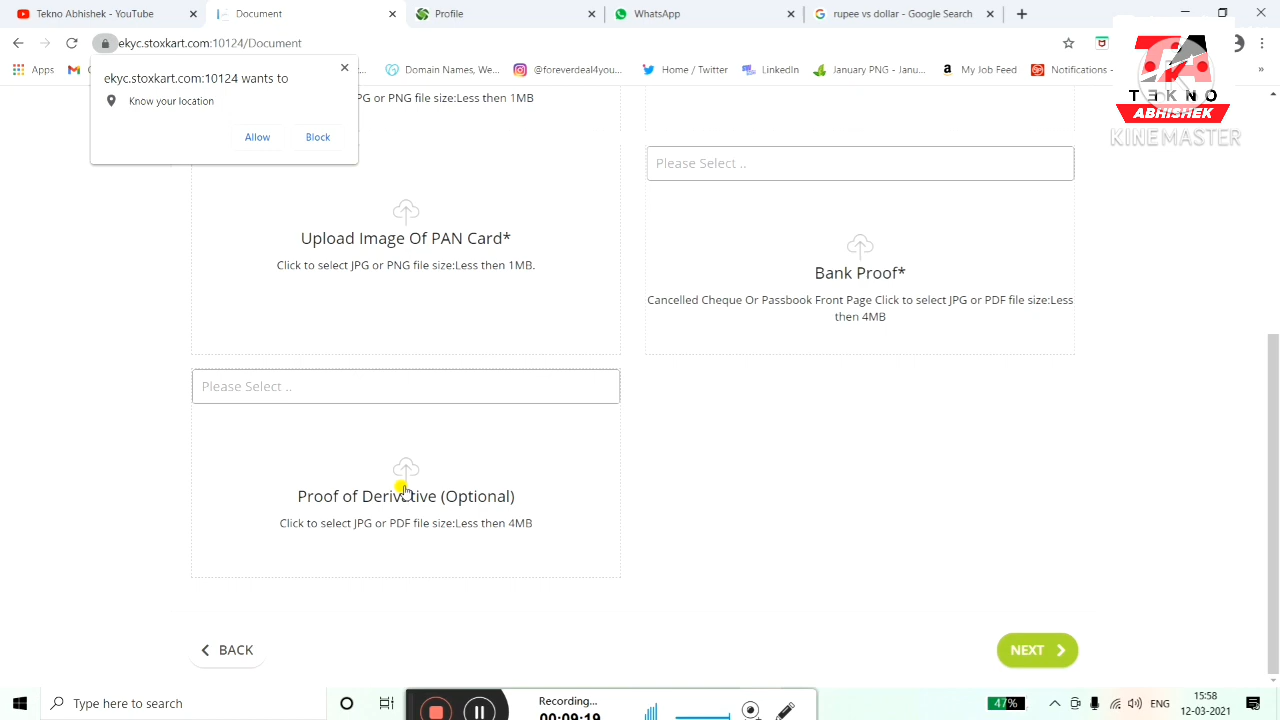 Tekno Abhishek - YouTube
Document
Profile
WhatsApp
rupee vs dollar - Google Search
ekyc.stoxkart.com:10124/Document
Apps
Domain Names, We...
@foreverdeal4you...
Home / Twitter
LinkedIn
January PNG - Janu...
My Job Feed
Notifications -
»
ekyc.stoxkart.com:10124 wants to
Know your location
Allow
Block
TEKNO
ABHISHEK
KINEMASTER
PG or PNG file size:Less then 1MB
Please Select ..
Upload Image Of PAN Card*
Click to select JPG or PNG file size:Less then 1MB.
Bank Proof*
Cancelled Cheque Or Passbook Front Page Click to select JPG or PDF file size:Less
then 4MB
Please Select ..
Proof of Derivative (Optional)
Click to select JPG or PDF file size:Less then 4MB
BACK
NEXT
Type here to search
Recording...
00:09:19
47%
ENG
15:58
12-03-2021